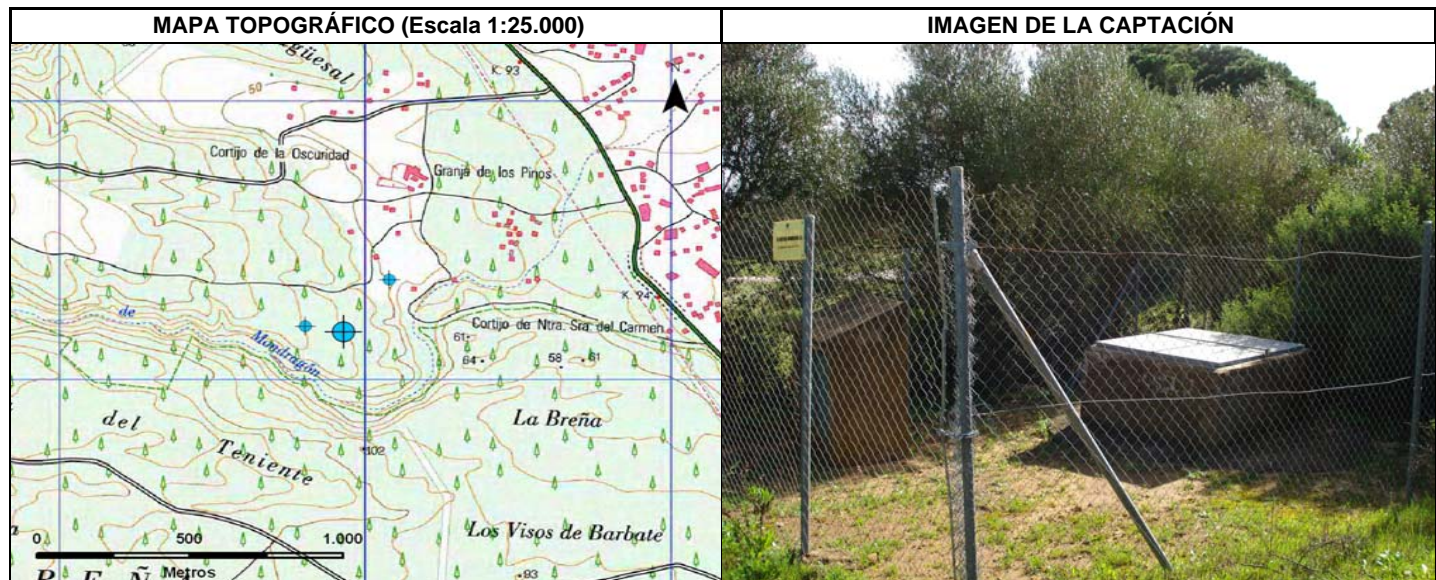 MAPA TOPOGRÁFICO (Escala 1:25.000)
IMAGEN DE LA CAPTACIÓN
K. 93
N
50
Cortijo de la Oscuridad
Granja de los Pinos
K. 94
de
Mondragón
Cortijo de Ntra. Sra. del Carmen
61
64
58
61
del
Teniente
La Breña
102
Los Visos de Barbate
0
500
1.000
Metros
B R E Ñ
93